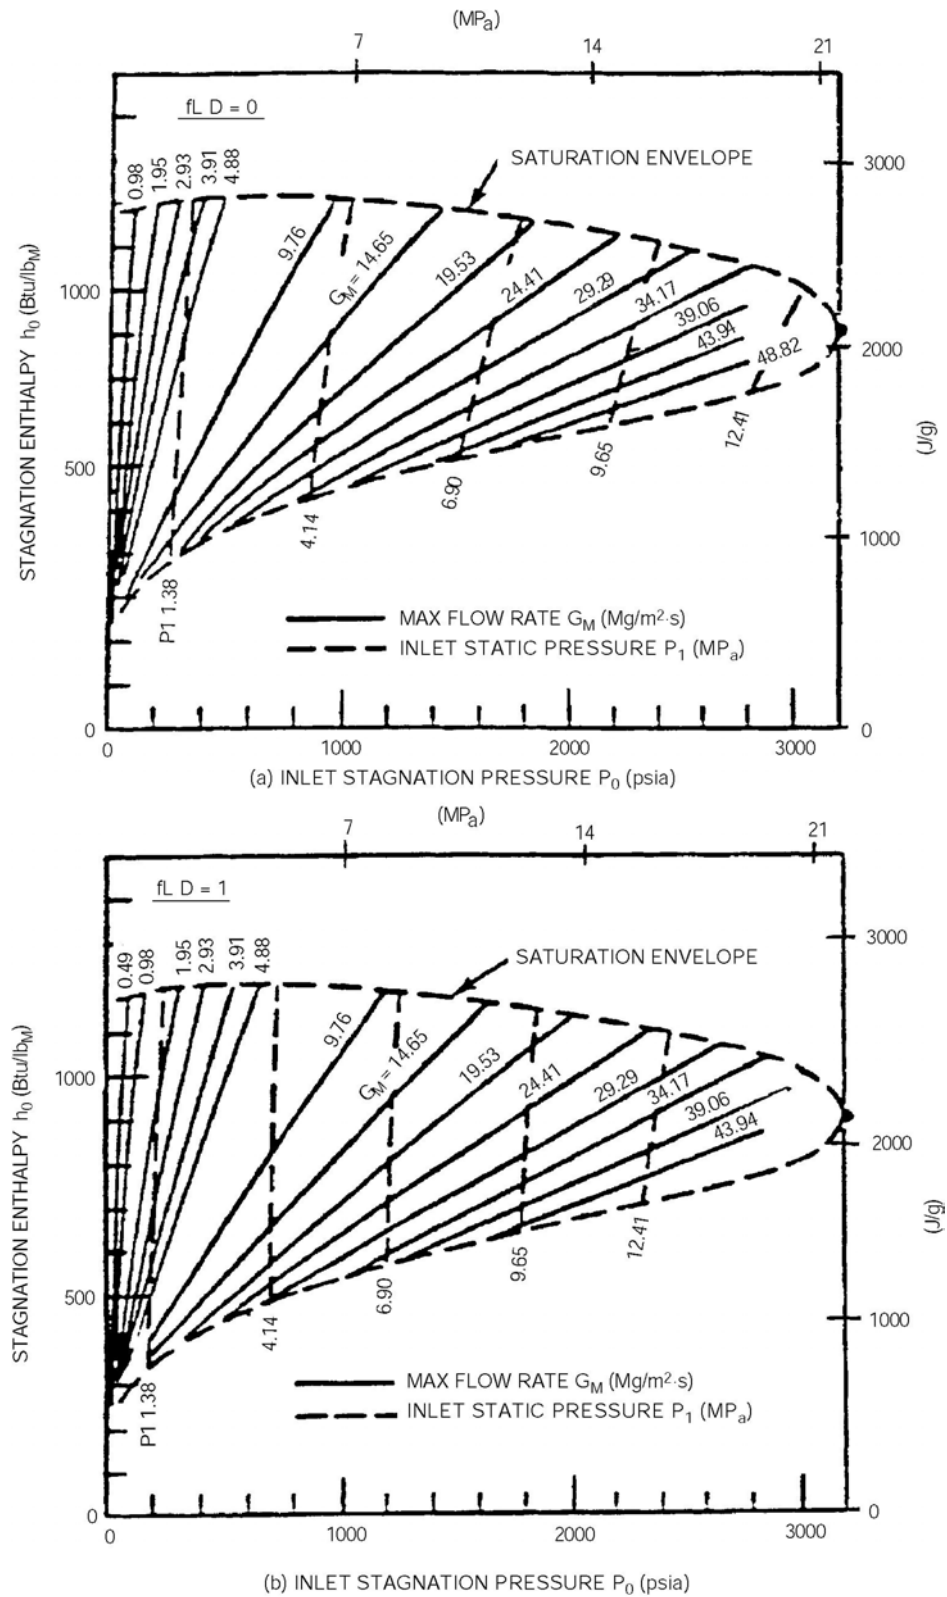 (MPa)
7 14 21
fL D = 0
SATURATION ENVELOPE
0.98 1.95 2.93 3.91 4.88
9.76
G_M = 14.65
19.53
24.41
29.29
34.17
39.06
43.94
48.82
3000
2000
1000
0
(J/g)
STAGNATION ENTHALPY h₀ (Btu/lb_M)
1000
500
0
P1 1.38
4.14
6.90
9.65
12.41
MAX FLOW RATE G_M (Mg/m²·s)
INLET STATIC PRESSURE P₁ (MPa)
0 1000 2000 3000
(a) INLET STAGNATION PRESSURE P₀ (psia)
(MPa)
7 14 21
fL D = 1
SATURATION ENVELOPE
0.49 0.98 1.95 2.93 3.91 4.88
9.76
G_M = 14.65
19.53
24.41
29.29
34.17
39.06
43.94
3000
2000
1000
0
(J/g)
STAGNATION ENTHALPY h₀ (Btu/lb_M)
1000
500
0
P1 1.38
4.14
6.90
9.65
12.41
MAX FLOW RATE G_M (Mg/m²·s)
INLET STATIC PRESSURE P₁ (MPa)
0 1000 2000 3000
(b) INLET STAGNATION PRESSURE P₀ (psia)